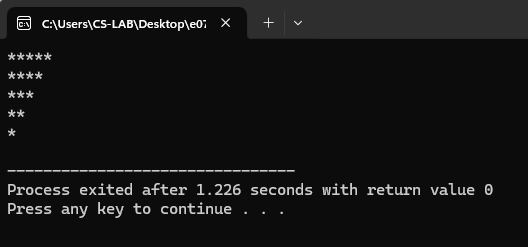 C:\Users\CS-LAB\Desktop\e07
*****
****
***
**
*
--------------------------------
Process exited after 1.226 seconds with return value 0
Press any key to continue . . .